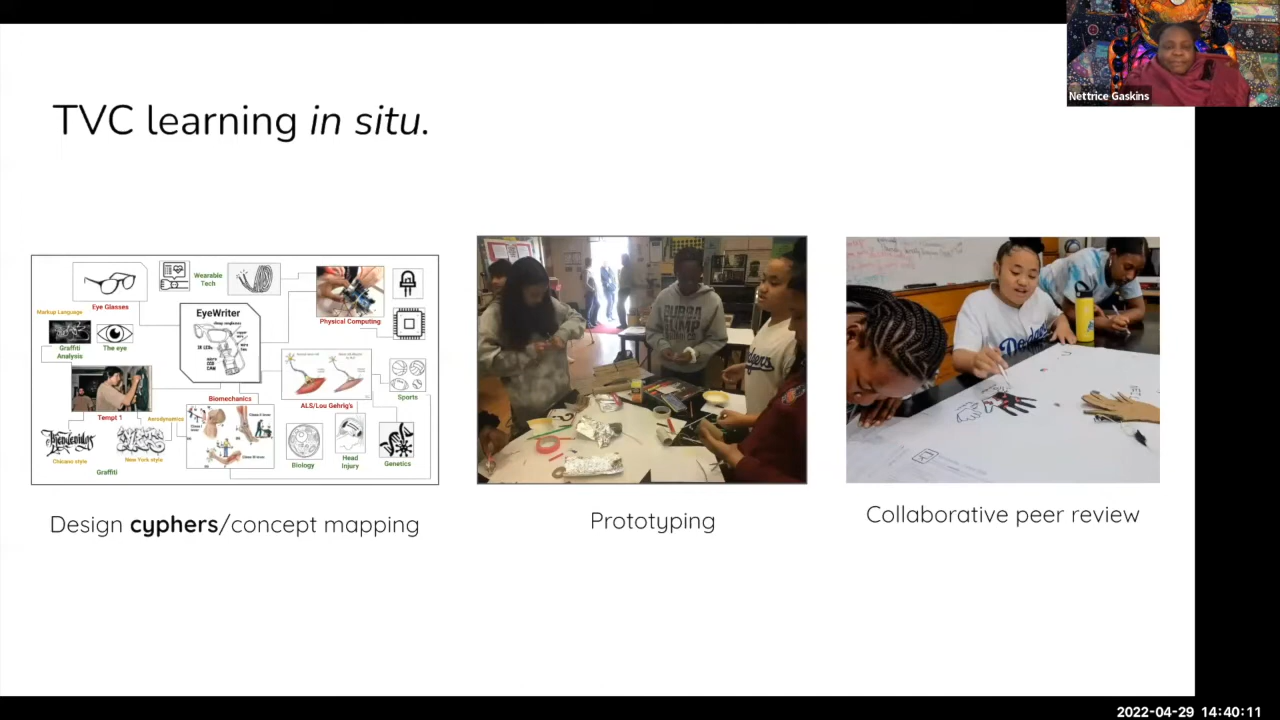 Nettrice Gaskins
TVC learning in situ.
Eye Glasses
Wearable
Tech
Physical Computing
Markup Language
Graffiti
Analysis
The eye
EyeWriter
Tempt 1
Aerodynamics
Biomechanics
ALS/Lou Gehrig's
Sports
Chicano style
New York style
Graffiti
Biology
Head
Injury
Genetics
Dodgers
Design cyphers/concept mapping
Prototyping
Collaborative peer review
2022-04-29 14:40:11